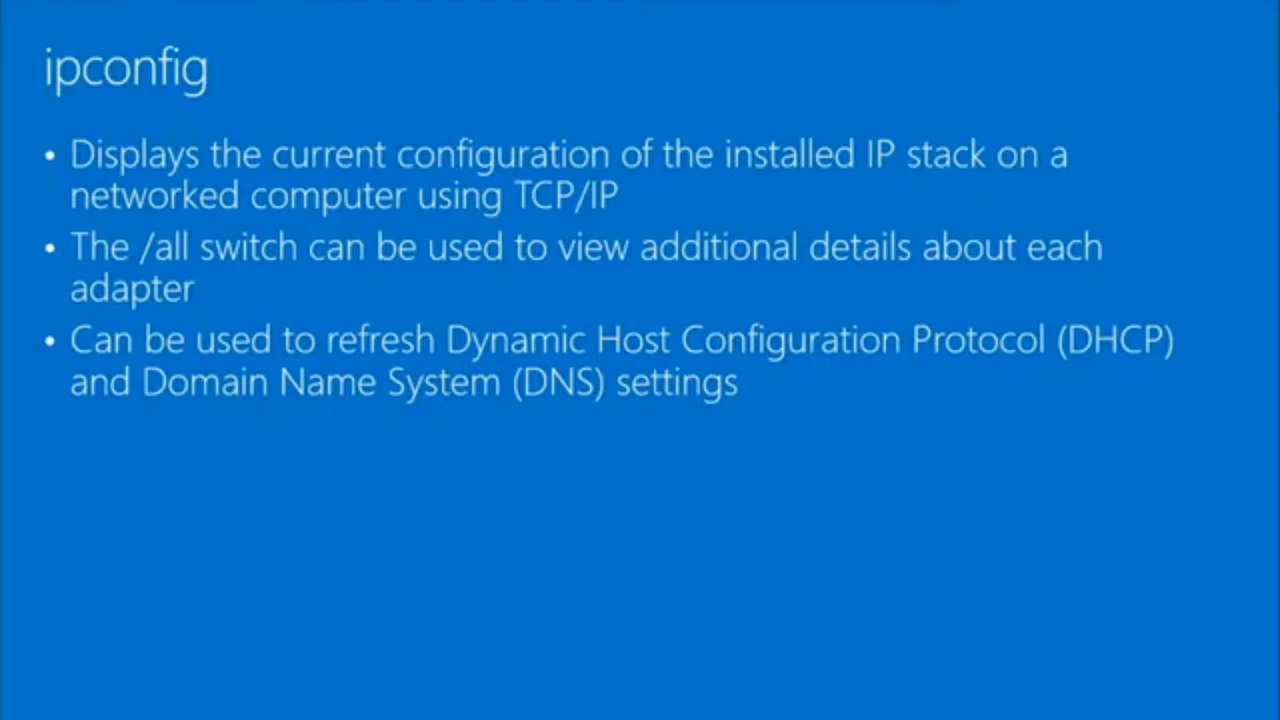 ipconfig
• Displays the current configuration of the installed IP stack on a
networked computer using TCP/IP
• The /all switch can be used to view additional details about each
adapter
• Can be used to refresh Dynamic Host Configuration Protocol (DHCP)
and Domain Name System (DNS) settings